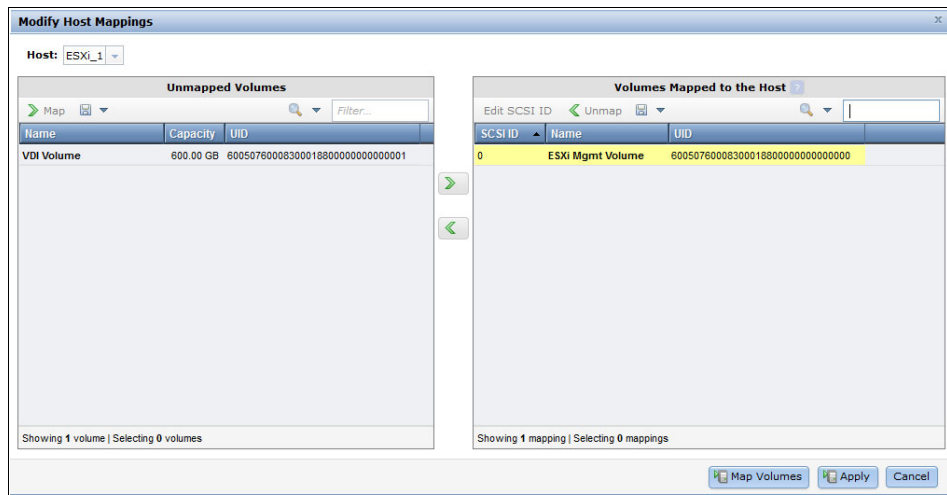 Modify Host Mappings x
Host: ESXi_1
Unmapped Volumes
Map Filter...
Name Capacity UID
VDI Volume 600.00 GB 60050760008300018800000000000001
Showing 1 volume | Selecting 0 volumes
Volumes Mapped to the Host ?
Edit SCSI ID Unmap
SCSI ID Name UID
0 ESXi Mgmt Volume 60050760008300018800000000000000
Showing 1 mapping | Selecting 0 mappings
Map Volumes Apply Cancel